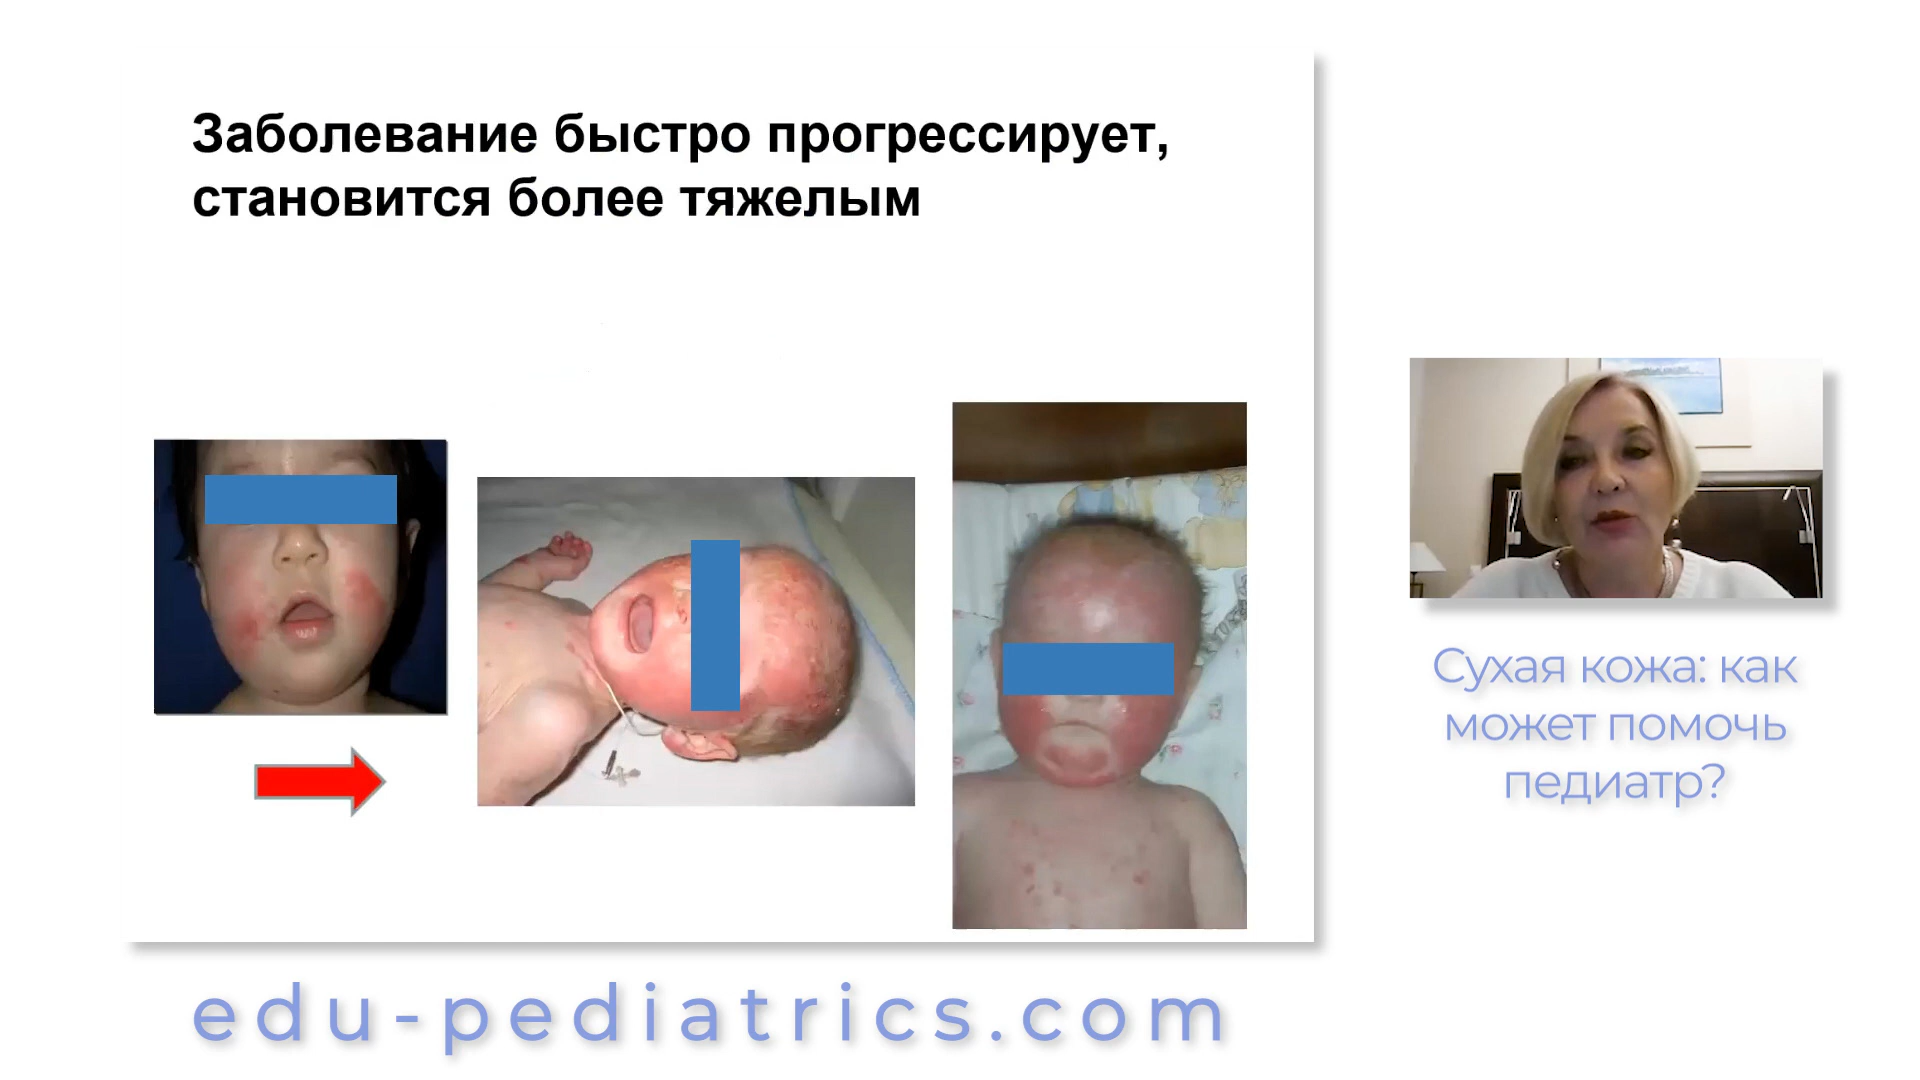 Заболевание быстро прогрессирует,
становится более тяжелым
Сухая кожа: как
может помочь
педиатр?
edu-pediatrics.com